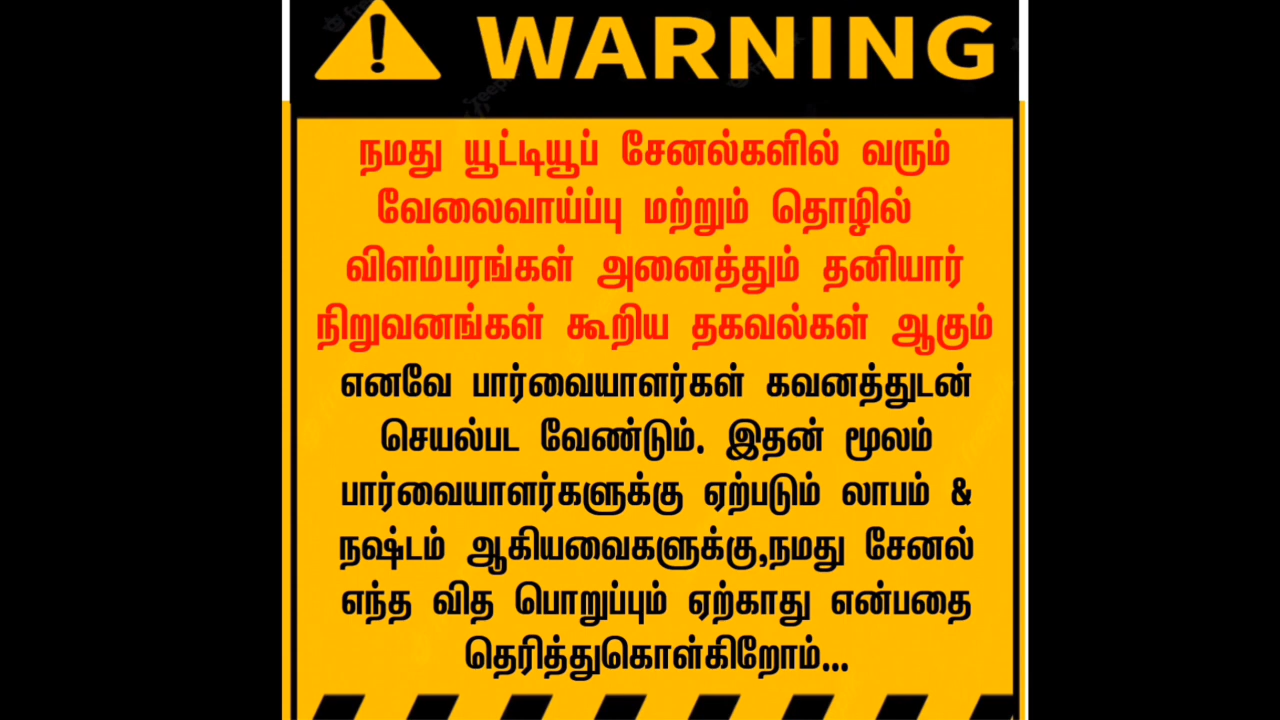 WARNING
நமது யூட்டியூப் சேனல்களில் வரும்
வேலைவாய்ப்பு மற்றும் தொழில்
விளம்பரங்கள் அனைத்தும் தனியார்
நிறுவனங்கள் கூறிய தகவல்கள் ஆகும்
எனவே பார்வையாளர்கள் கவனத்துடன்
செயல்பட வேண்டும். இதன் மூலம்
பார்வையாளர்களுக்கு ஏற்படும் லாபம் &
நஷ்டம் ஆகியவைகளுக்கு,நமது சேனல்
எந்த வித பொறுப்பும் ஏற்காது என்பதை
தெரித்துகொள்கிறோம்...